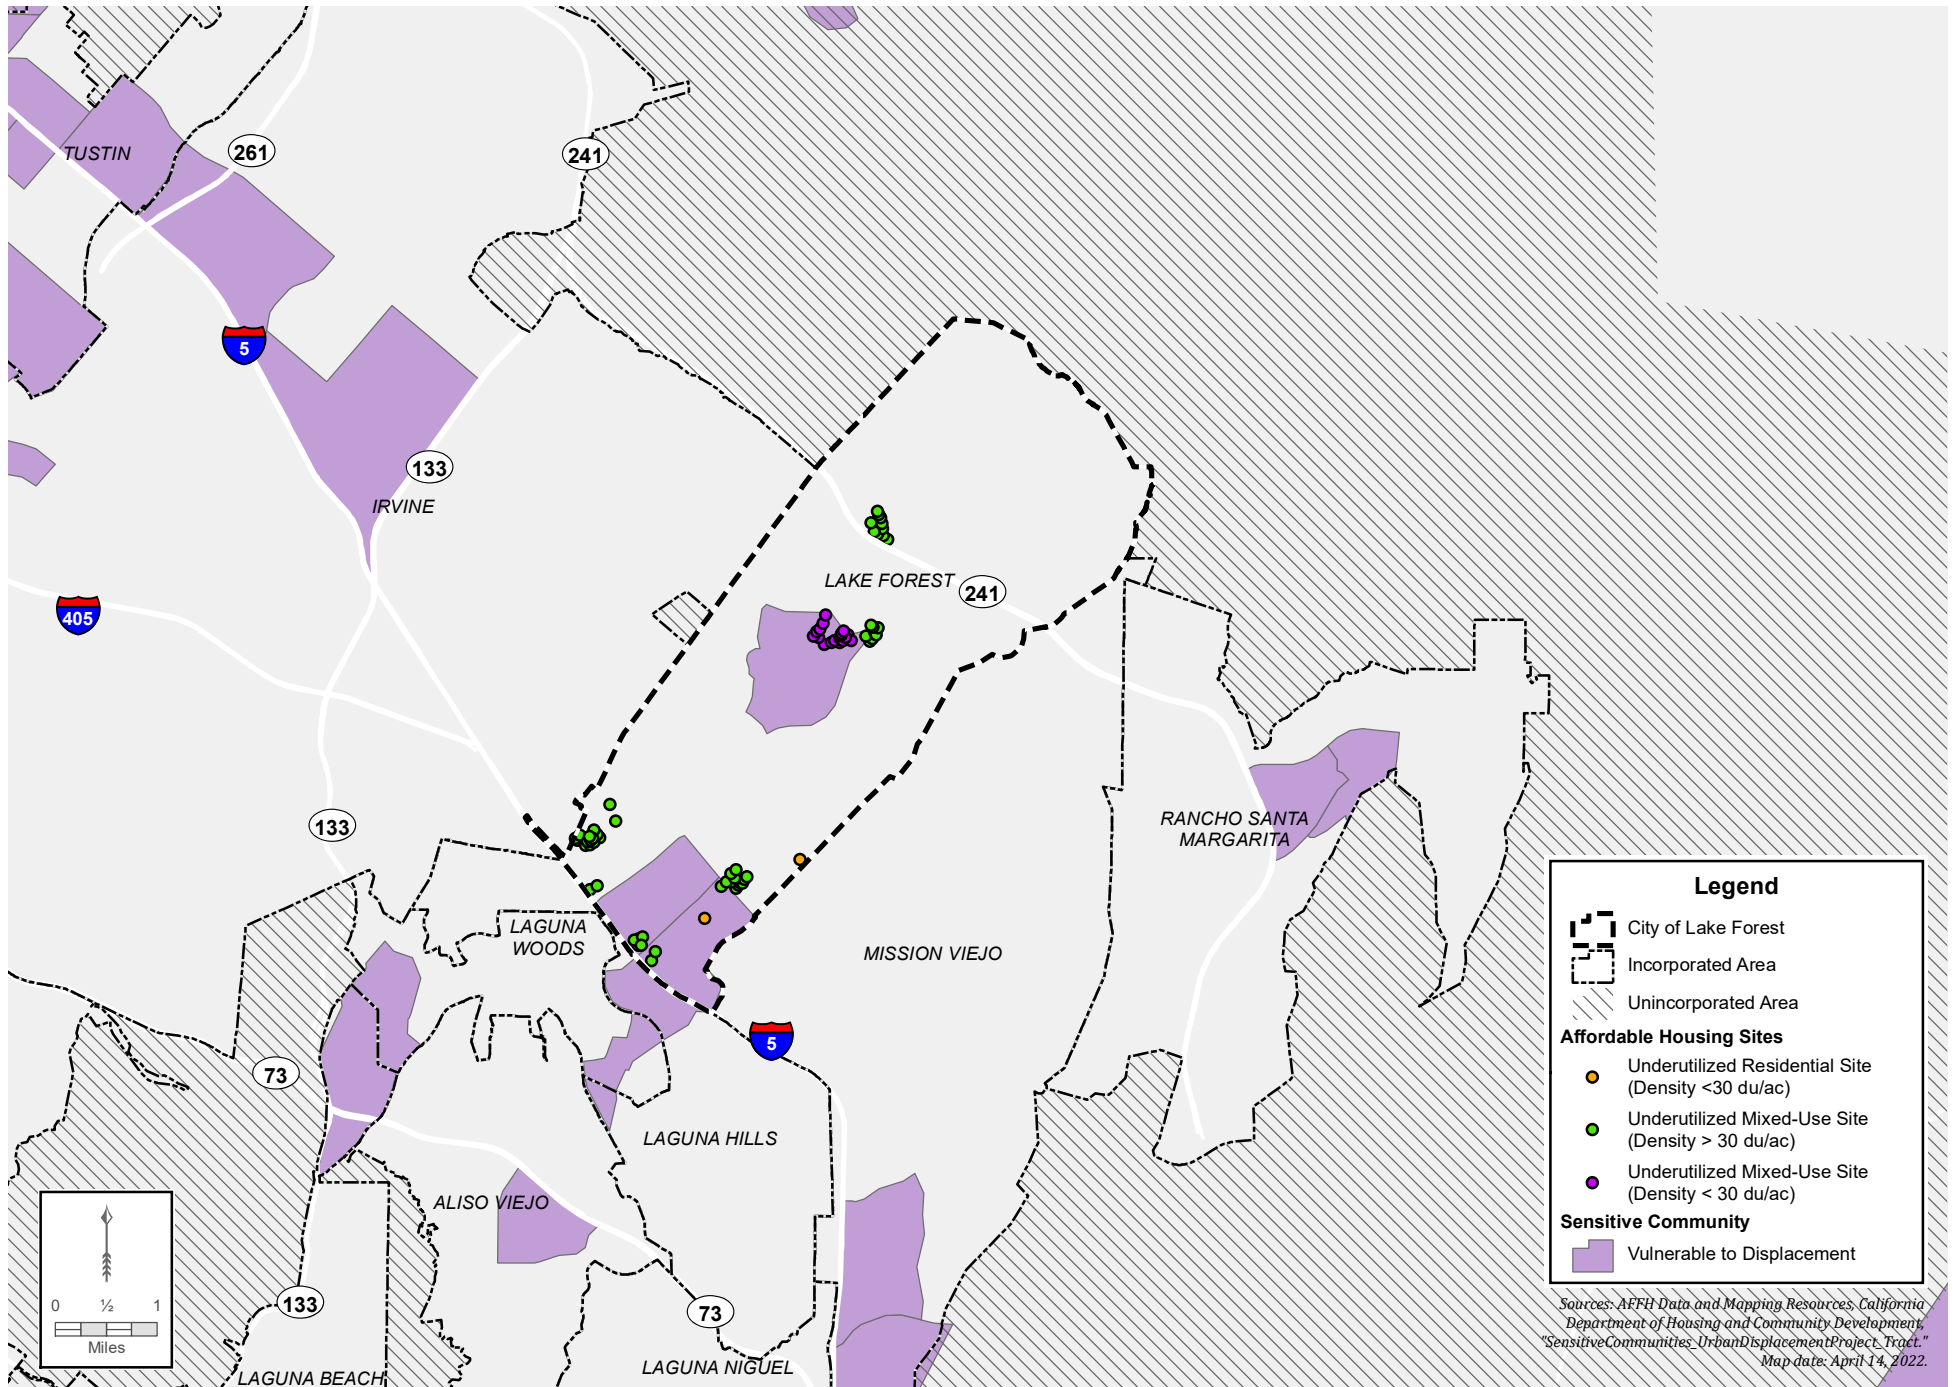 TUSTIN
261
241
5
133
IRVINE
405
LAKE FOREST
241
133
RANCHO SANTA
MARGARITA
LAGUNA
WOODS
MISSION VIEJO
5
73
LAGUNA HILLS
ALISO VIEJO
133
73
LAGUNA NIGUEL
LAGUNA BEACH
0 ½ 1
Miles
Legend
City of Lake Forest
Incorporated Area
Unincorporated Area
Affordable Housing Sites
Underutilized Residential Site
(Density <30 du/ac)
Underutilized Mixed-Use Site
(Density > 30 du/ac)
Underutilized Mixed-Use Site
(Density < 30 du/ac)
Sensitive Community
Vulnerable to Displacement
Sources: AFFH Data and Mapping Resources, California
Department of Housing and Community Development,
"SensitiveCommunities_UrbanDisplacementProject_Tract."
Map date: April 14, 2022.